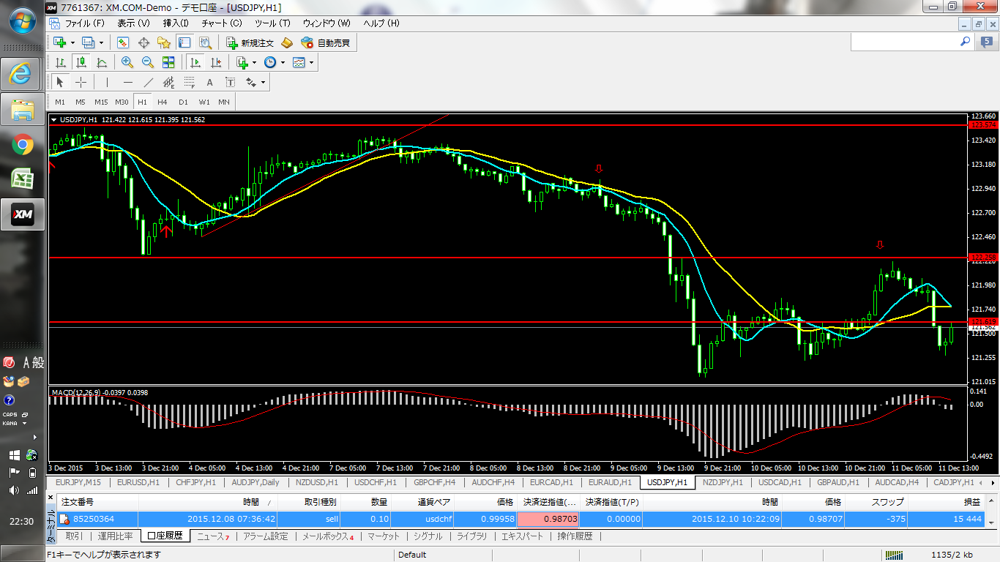 7761367: XM.COM-Demo - デモ口座 - [USDJPY,H1]
ファイル (F) 表示 (V) 挿入(I) チャート (C) ツール (T) ウィンドウ (W) ヘルプ (H)
新規注文 自動売買 5
E F A T
M1 M5 M15 M30 H1 H4 D1 W1 MN
USDJPY,H1 121.422 121.615 121.395 121.562
123.660
123.574
123.420
123.180
122.940
122.700
122.460
122.258
122.220
121.980
121.740
121.619
121.562
121.500
121.255
121.015
MACD(12,26,9) -0.0397 0.0398
0.141
0.00
-0.4492
3 Dec 2015 3 Dec 13:00 3 Dec 21:00 4 Dec 05:00 4 Dec 13:00 4 Dec 21:00 7 Dec 05:00 7 Dec 13:00 7 Dec 21:00 8 Dec 05:00 8 Dec 13:00 8 Dec 21:00 9 Dec 05:00 9 Dec 13:00 9 Dec 21:00 10 Dec 05:00 10 Dec 13:00 10 Dec 21:00 11 Dec 05:00 11 Dec 13:00
EURJPY,M15 EURUSD,H1 CHFJPY,H1 AUDJPY,Daily NZDUSD,H1 USDCHF,H1 GBPCHF,H4 AUDCHF,H4 EURCAD,H1 EURAUD,H1 USDJPY,H1 NZDJPY,H1 USDCAD,H1 GBPAUD,H1 AUDCAD,H4 CADJPY,H1
注文番号 時間 取引種別 数量 通貨ペア 価格 決済逆指値(... 決済指値(T/P) 時間 価格 スワップ 損益
85250364 2015.12.08 07:36:42 sell 0.10 usdchf 0.99958 0.98703 0.00000 2015.12.10 10:22:09 0.98707 -375 15 444
ターミナル
取引 運用比率 口座履歴 ニュース 7 アラーム設定 メールボックス 4 マーケット シグナル ライブラリ エキスパート 操作履歴
F1キーでヘルプが表示されます Default 1135/2 kb
XM
A 般
CAPS
KANA
22:30